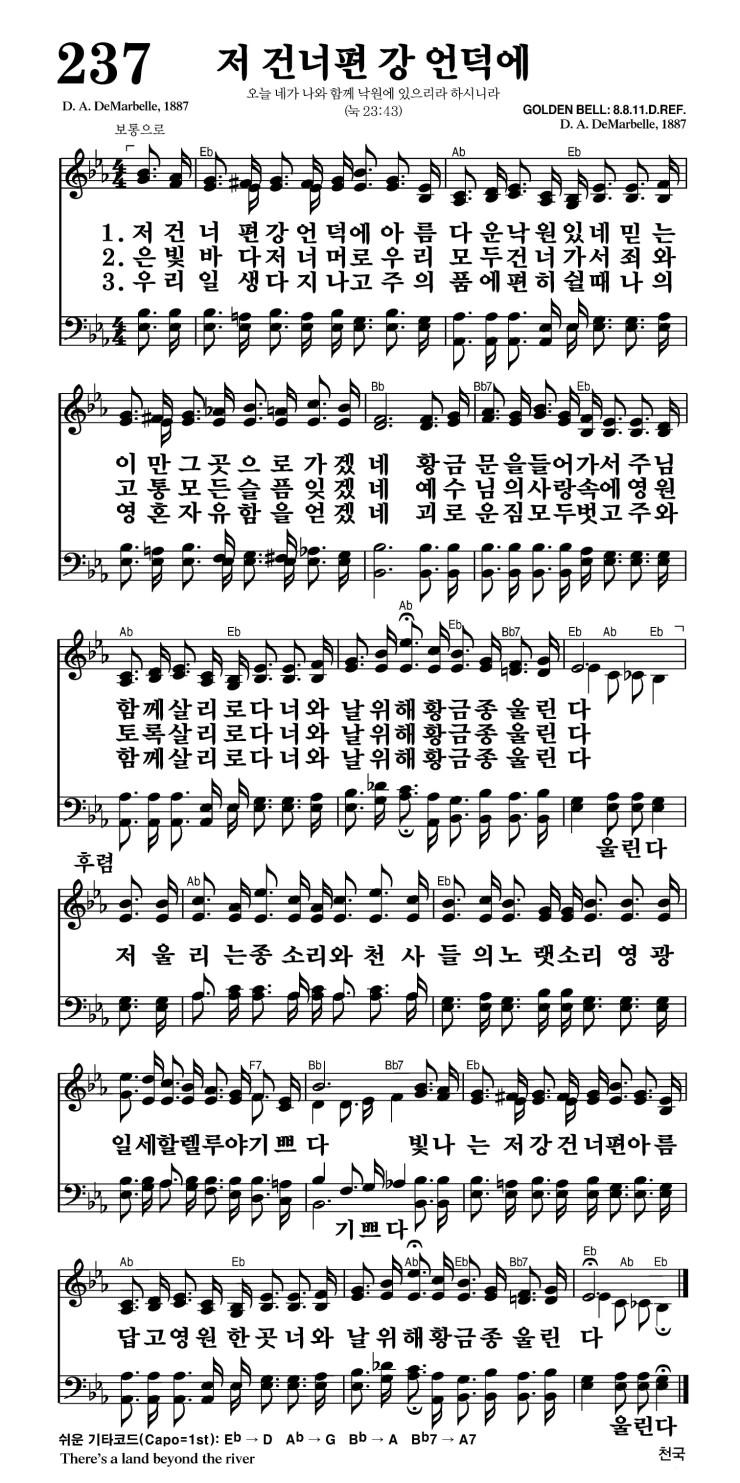 237 저 건너편 강 언덕에
오늘 네가 나와 함께 낙원에 있으리라 하시니라
D. A. DeMarbelle, 1887 (눅 23:43) GOLDEN BELL: 8.8.11.D.REF.
D. A. DeMarbelle, 1887
보통으로
Eb Ab Eb
1. 저 건 너 편 강 언 덕 에 아 름 다 운 낙 원 있 네 믿 는
2. 은 빛 바 다 저 너 머 로 우 리 모 두 건 너 가 서 죄 와
3. 우 리 일 생 다 지 나 고 주 의 품 에 편 히 쉴 때 나 의
Bb Bb7 Eb
이 만 그 곳 으 로 가 겠 네 황 금 문 을 들 어 가 서 주 님
고 통 모 든 슬 픔 잊 겠 네 예 수 님 의 사 랑 속 에 영 원
영 혼 자 유 함 을 얻 겠 네 괴 로 운 짐 모 두 벗 고 주 와
Ab Eb Ab Eb Bb7 Eb Ab Eb
함 께 살 리 로 다 너 와 날 위 해 황 금 종 울 린 다
토 록 살 리 로 다 너 와 날 위 해 황 금 종 울 린 다
함 께 살 리 로 다 너 와 날 위 해 황 금 종 울 린 다
울 린 다
후렴
Ab Eb
저 울 리 는 종 소 리 와 천 사 들 의 노 랫 소 리 영 광
F7 Bb Bb7 Eb
일 세 할 렐 루 야 기 쁘 다 빛 나 는 저 강 건 너 편 아 름
기 쁘 다
Ab Eb Ab Eb Bb7 Eb Ab Eb
답 고 영 원 한 곳 너 와 날 위 해 황 금 종 울 린 다
울 린 다
쉬운 기타코드(Capo=1st): Eb → D Ab → G Bb → A Bb7 → A7
There's a land beyond the river 천국